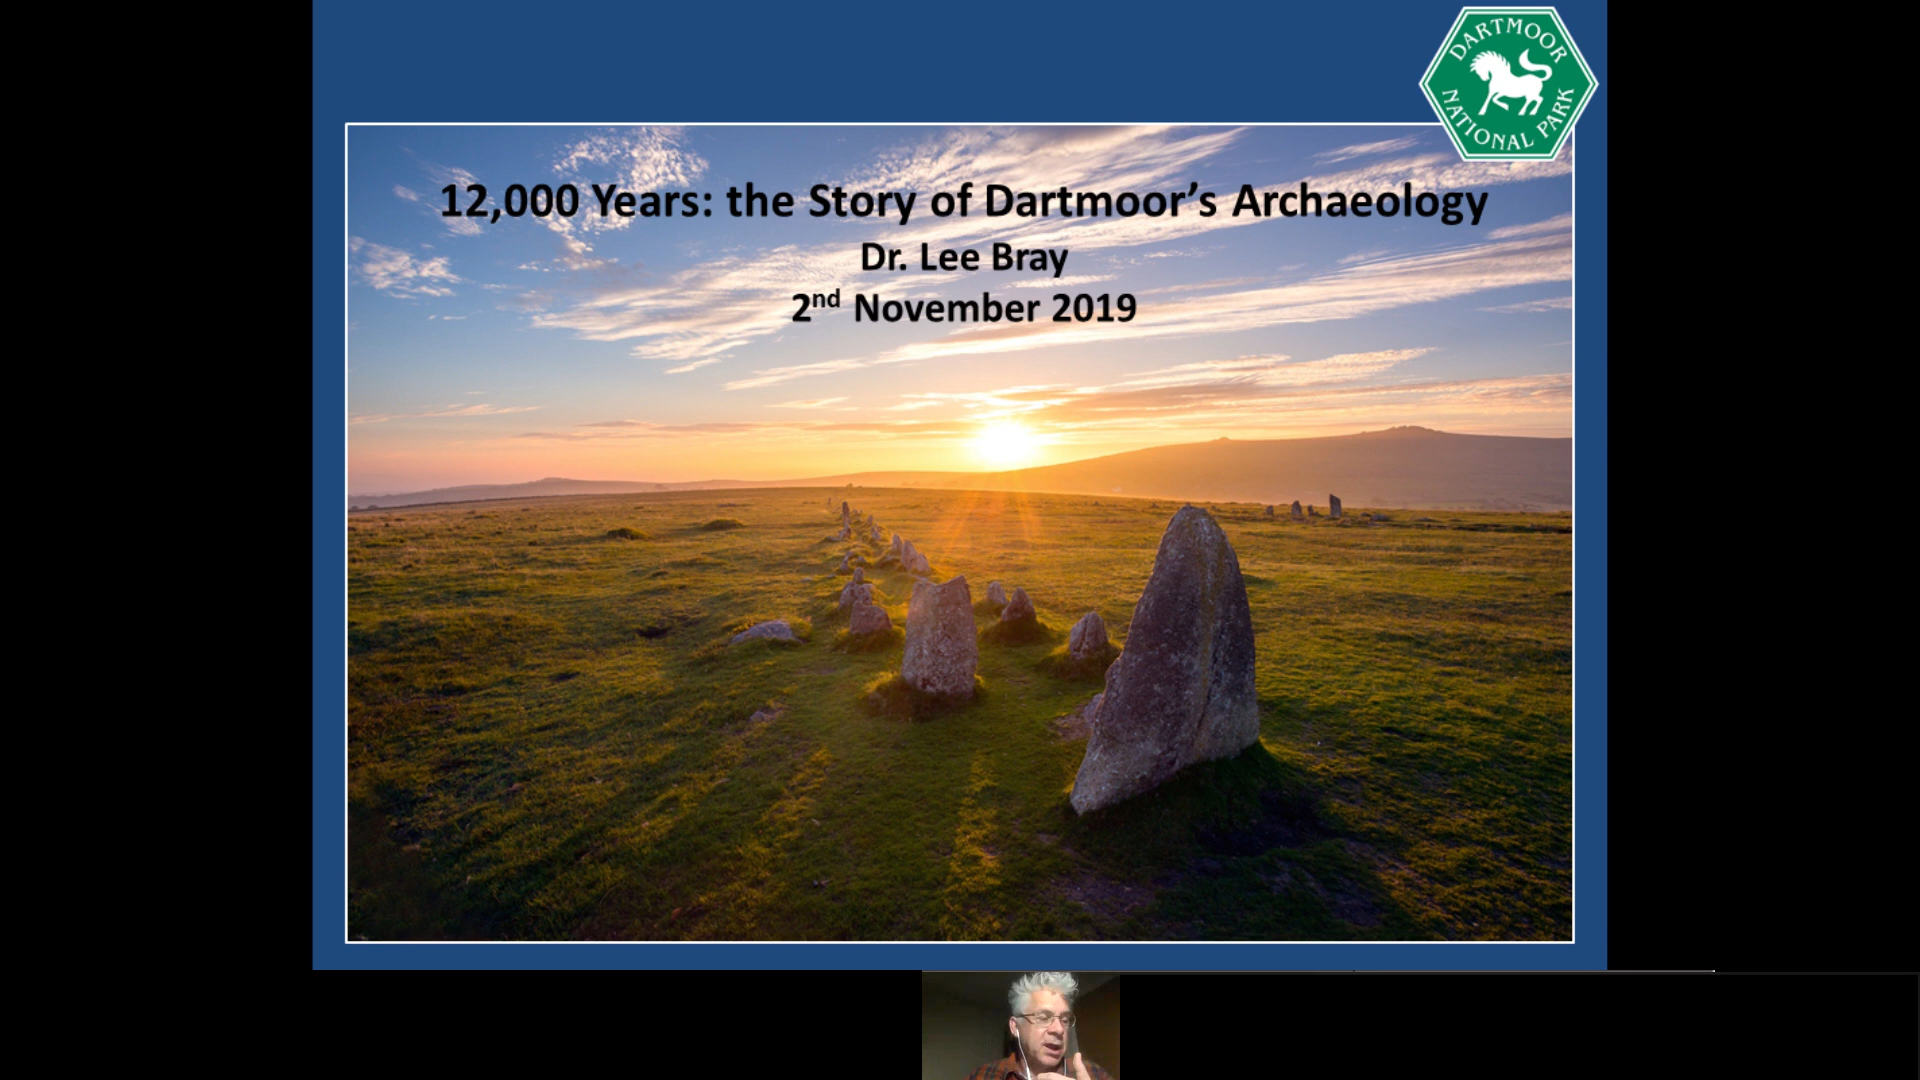 DARTMOOR
NATIONAL PARK
12,000 Years: the Story of Dartmoor’s Archaeology
Dr. Lee Bray
2nd November 2019